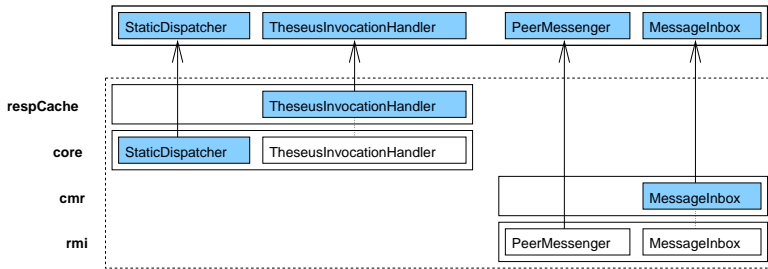 StaticDispatcher TheseusInvocationHandler PeerMessenger MessageInbox
respCache TheseusInvocationHandler
core StaticDispatcher TheseusInvocationHandler
cmr MessageInbox
rmi PeerMessenger MessageInbox